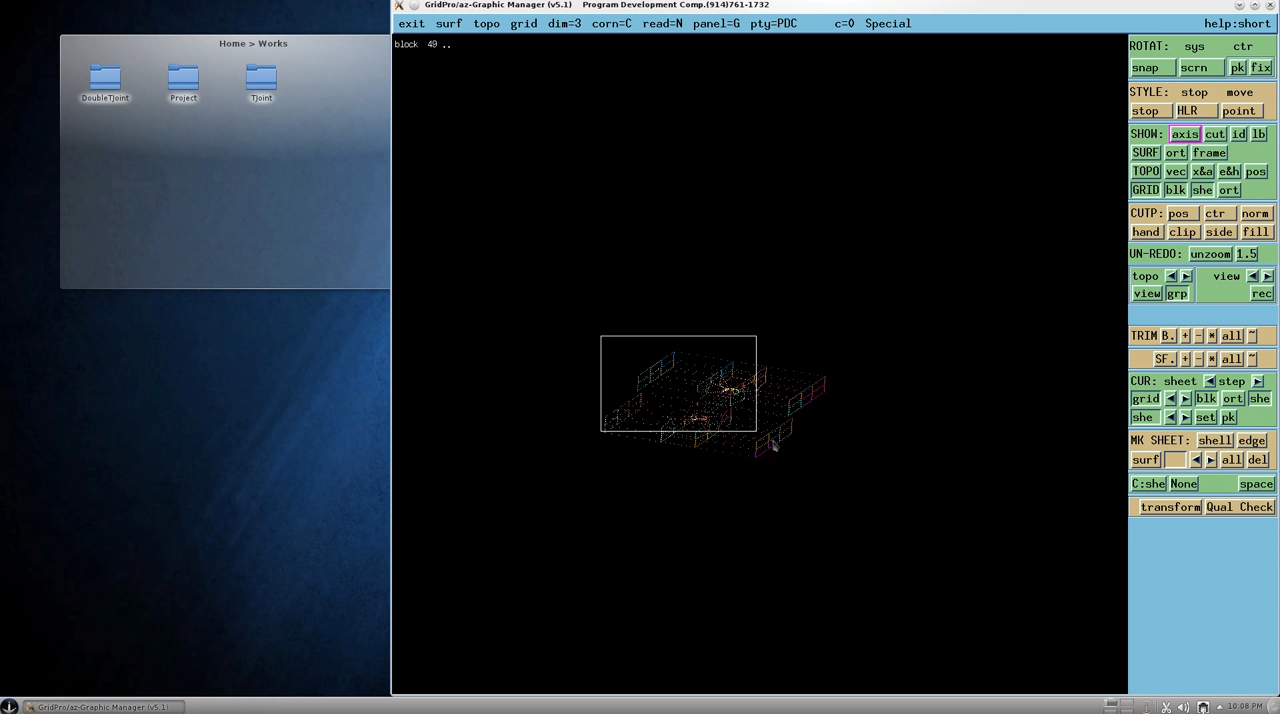 GridPro/az-Graphic Manager (v5.1) Program Development Comp.(914)761-1732
exit surf topo grid dim=3 corn=C read=N panel=G pty=PDC c=0 Special help:short
block 49 ..
Home > Works
DoubleTJoint Project TJoint
ROTAT: sys ctr
snap scrn pk fix
STYLE: stop move
stop HLR point
SHOW: axis cut id lb
SURF ort frame
TOPO vec x&a e&h pos
GRID blk she ort
CUTP: pos ctr norm
hand clip side fill
UN-REDO: unzoom 1.5
topo view
view grp rec
TRIM B. + - * all ~
SF. + - * all ~
CUR: sheet step
grid blk ort she
she set pk
MK SHEET: shell edge
surf all del
C:she None space
transform Qual Check
GridPro/az-Graphic Manager (v5.1)
10:08 PM